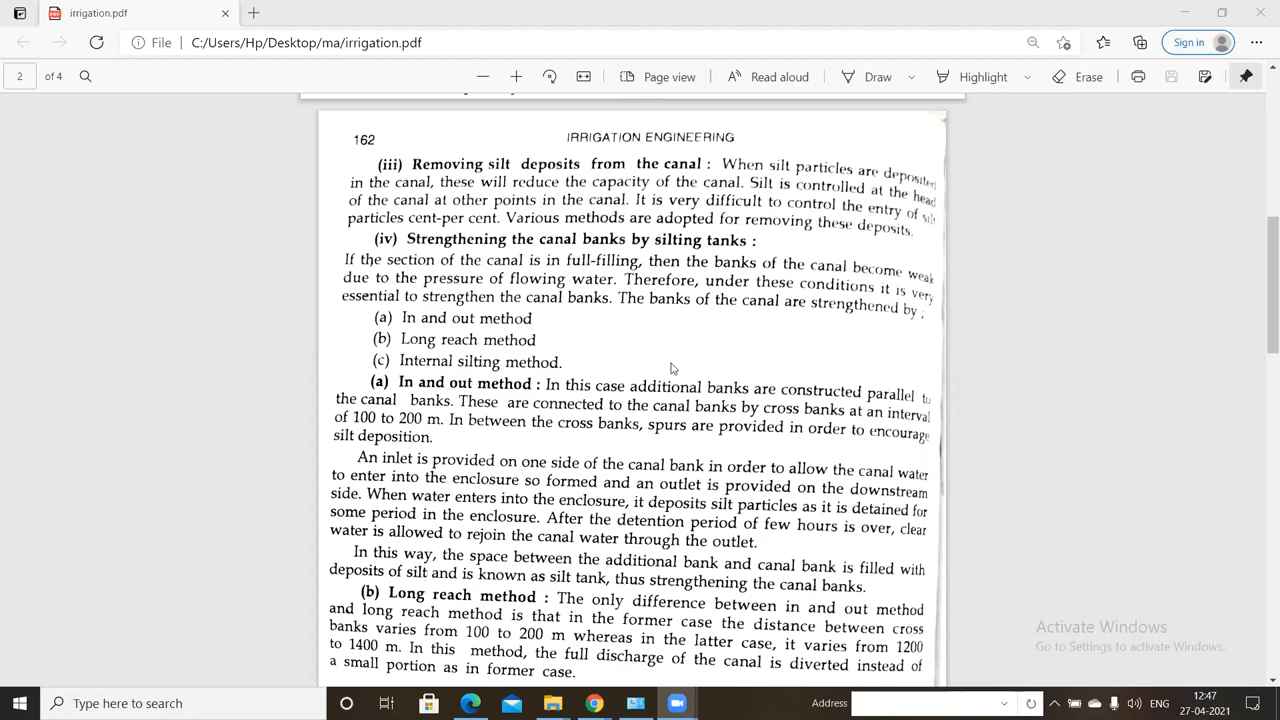 irrigation.pdf
File C:/Users/Hp/Desktop/ma/irrigation.pdf Sign in
2 of 4 Page view Read aloud Draw Highlight Erase
162 IRRIGATION ENGINEERING
(iii) Removing silt deposits from the canal : When silt particles are deposited
in the canal, these will reduce the capacity of the canal. Silt is controlled at the head
of the canal at other points in the canal. It is very difficult to control the entry of silt
particles cent-per cent. Various methods are adopted for removing these deposits.
(iv) Strengthening the canal banks by silting tanks :
If the section of the canal is in full-filling, then the banks of the canal become weak
due to the pressure of flowing water. Therefore, under these conditions it is very
essential to strengthen the canal banks. The banks of the canal are strengthened by ;
(a) In and out method
(b) Long reach method
(c) Internal silting method.
(a) In and out method : In this case additional banks are constructed parallel to
the canal banks. These are connected to the canal banks by cross banks at an interval
of 100 to 200 m. In between the cross banks, spurs are provided in order to encourage
silt deposition.
An inlet is provided on one side of the canal bank in order to allow the canal water
to enter into the enclosure so formed and an outlet is provided on the downstream
side. When water enters into the enclosure, it deposits silt particles as it is detained for
some period in the enclosure. After the detention period of few hours is over, clear
water is allowed to rejoin the canal water through the outlet.
In this way, the space between the additional bank and canal bank is filled with
deposits of silt and is known as silt tank, thus strengthening the canal banks.
(b) Long reach method : The only difference between in and out method
and long reach method is that in the former case the distance between cross
banks varies from 100 to 200 m whereas in the latter case, it varies from 1200
to 1400 m. In this method, the full discharge of the canal is diverted instead of
a small portion as in former case.
Activate Windows
Go to Settings to activate Windows.
Type here to search Address ENG 12:47
27-04-2021